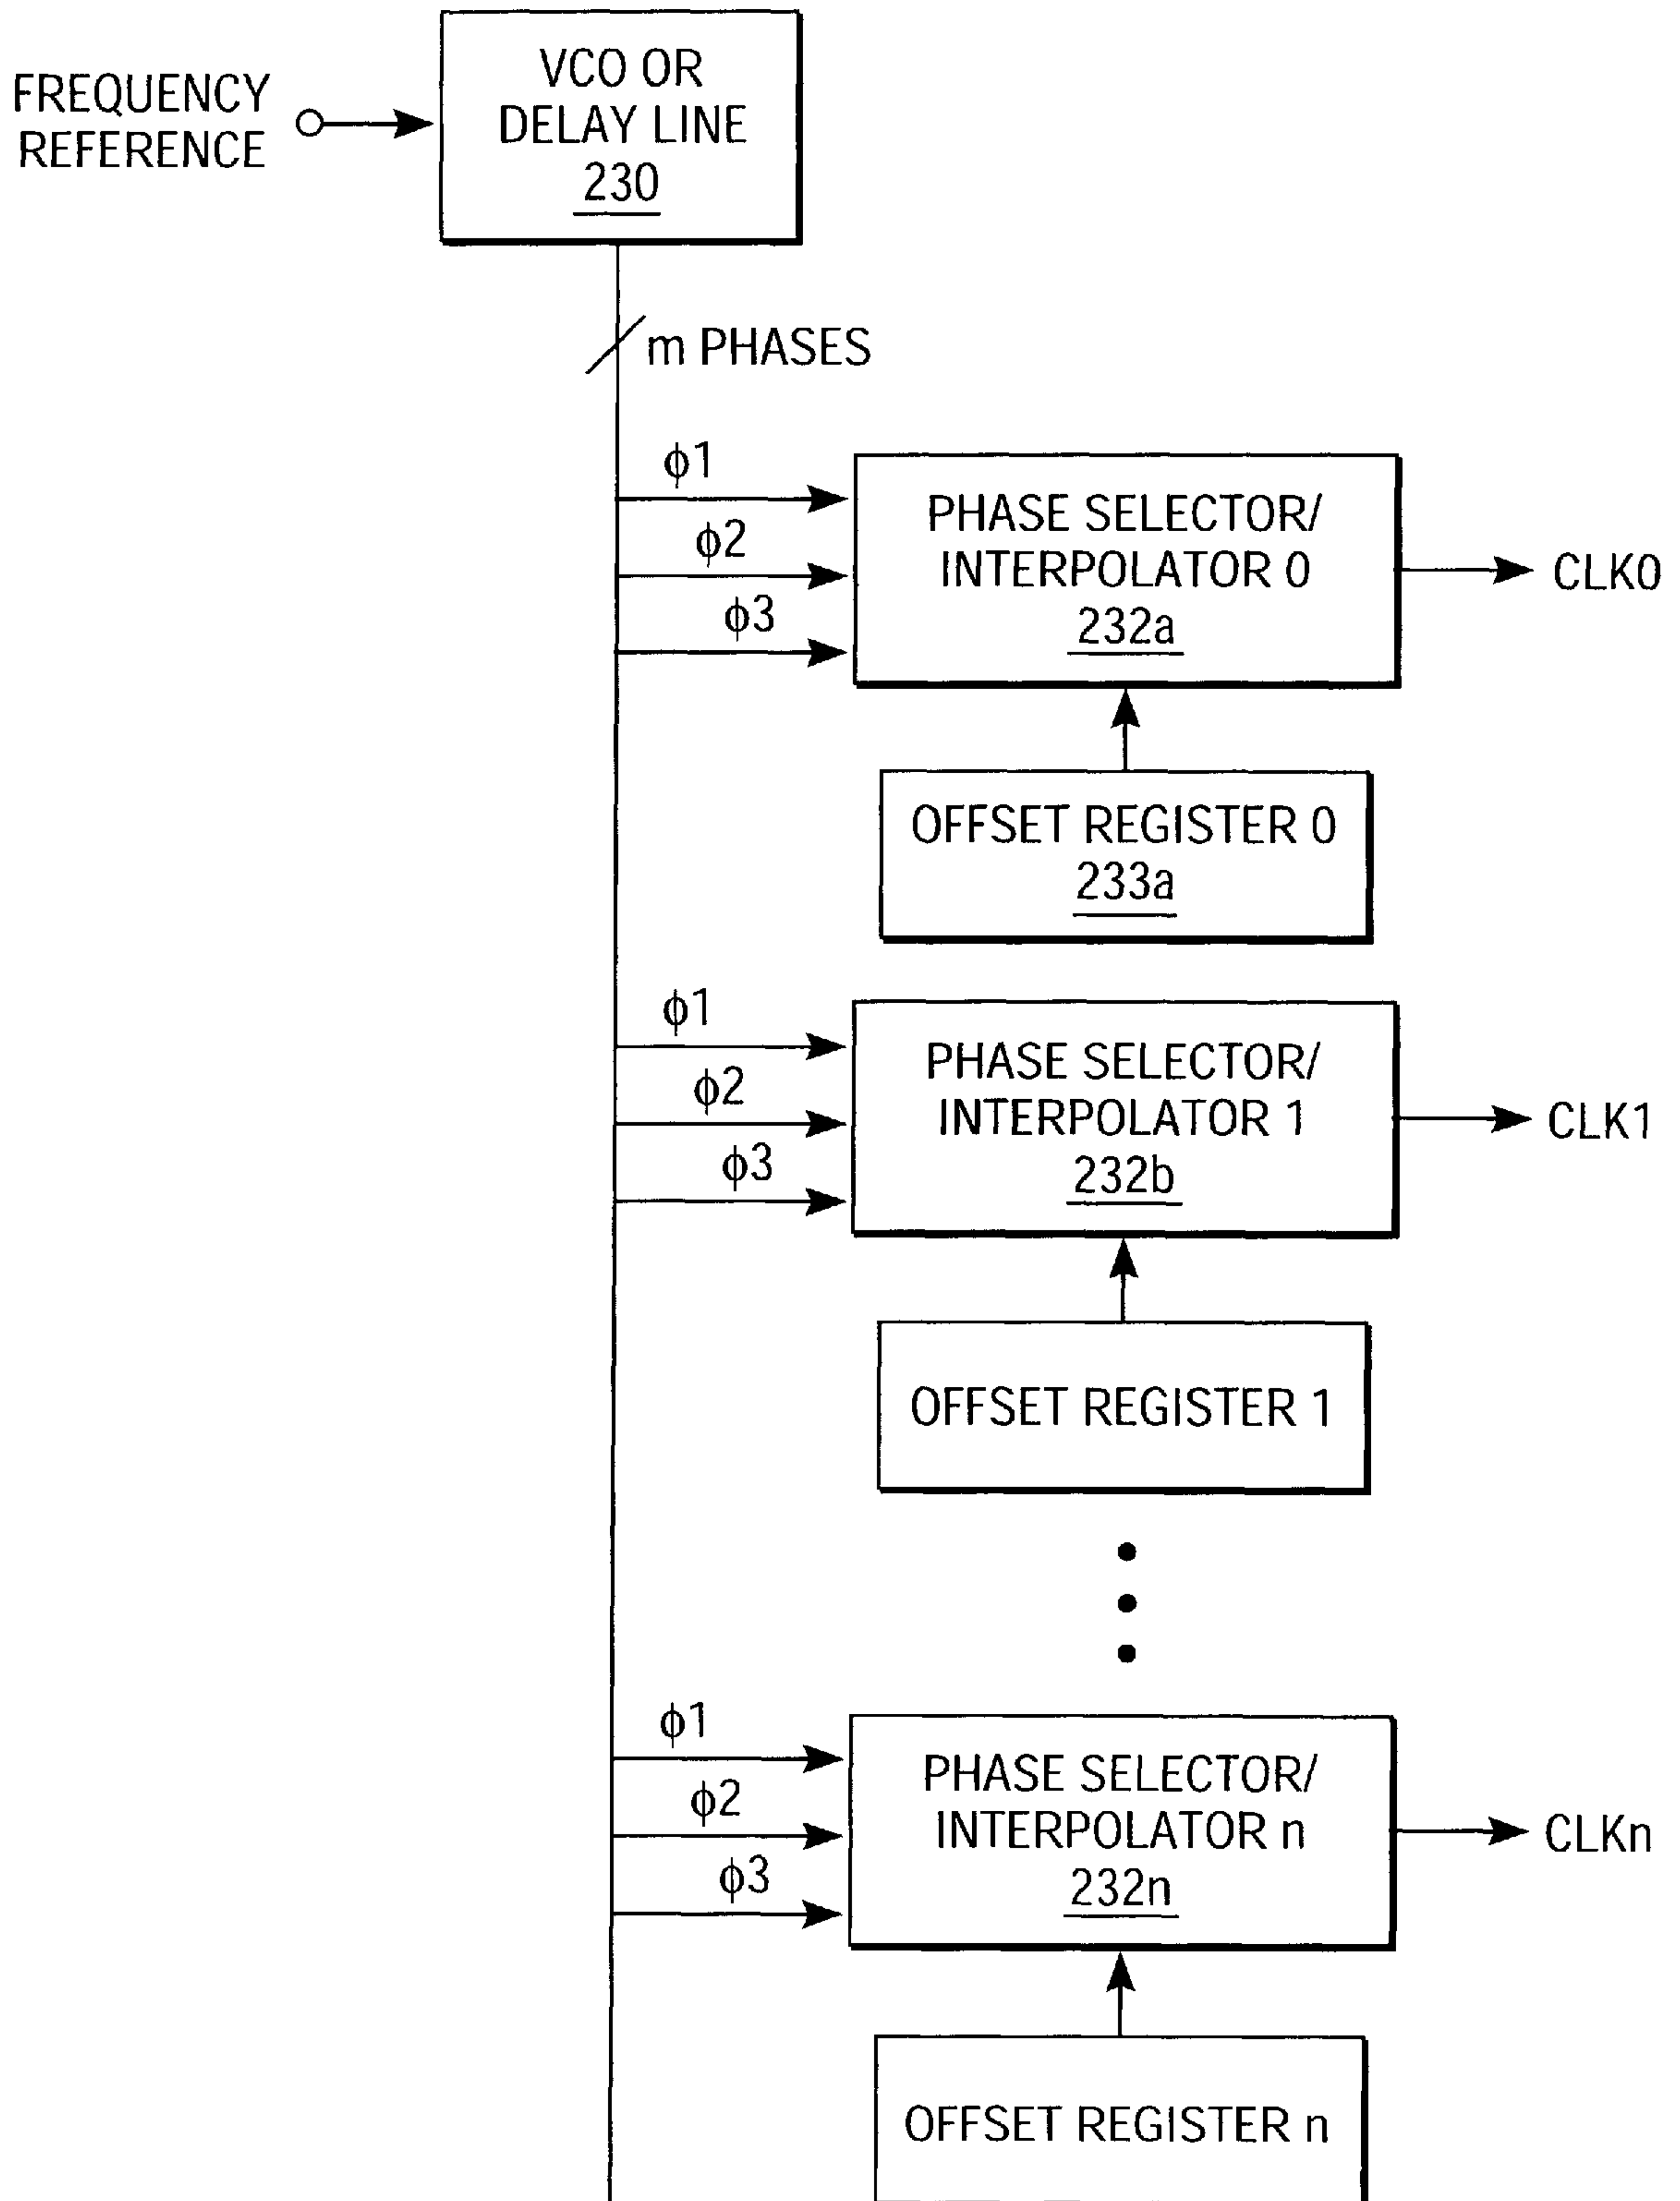 FREQUENCY
REFERENCE
VCO OR
DELAY LINE
230
m PHASES
ϕ1
ϕ2
ϕ3
PHASE SELECTOR/
INTERPOLATOR 0
232a
CLK0
OFFSET REGISTER 0
233a
ϕ1
ϕ2
ϕ3
PHASE SELECTOR/
INTERPOLATOR 1
232b
CLK1
OFFSET REGISTER 1
ϕ1
ϕ2
ϕ3
PHASE SELECTOR/
INTERPOLATOR n
232n
CLKn
OFFSET REGISTER n